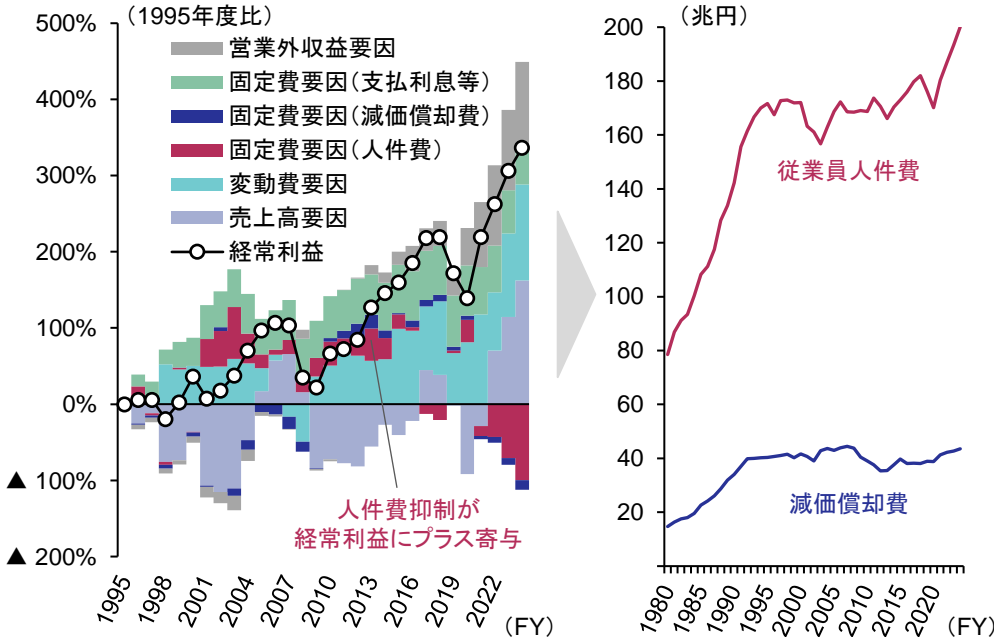 (1995年度比)
500%
400%
300%
200%
100%
0%
▲ 100%
▲ 200%
営業外収益要因
固定費要因(支払利息等)
固定費要因(減価償却費)
固定費要因(人件費)
変動費要因
売上高要因
経常利益
人件費抑制が
経常利益にプラス寄与
1995
1998
2001
2004
2007
2010
2013
2016
2019
2022
(FY)
(兆円)
200
180
160
140
120
100
80
60
40
20
従業員人件費
減価償却費
1980
1985
1990
1995
2000
2005
2010
2015
2020
(FY)